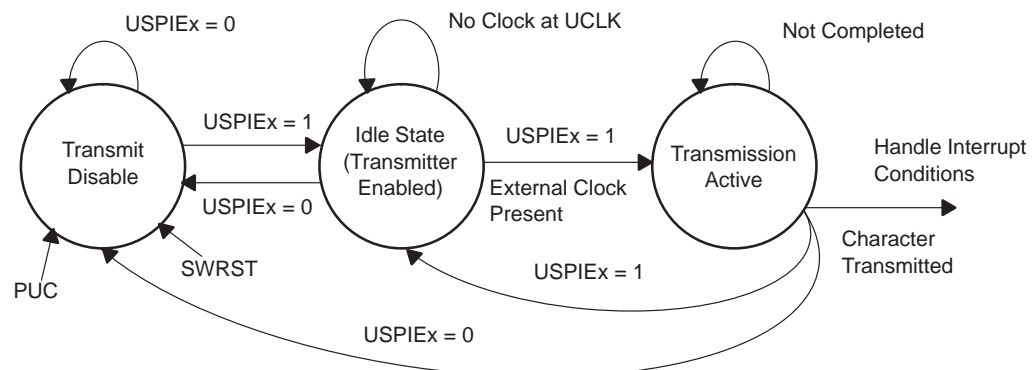 USPIEx = 0
No Clock at UCLK
Not Completed
USPIEx = 1
USPIEx = 1
Transmit
Disable
Idle State
(Transmitter
Enabled)
Transmission
Active
Handle Interrupt
Conditions
USPIEx = 0
External Clock
Present
Character
Transmitted
SWRST
USPIEx = 1
PUC
USPIEx = 0